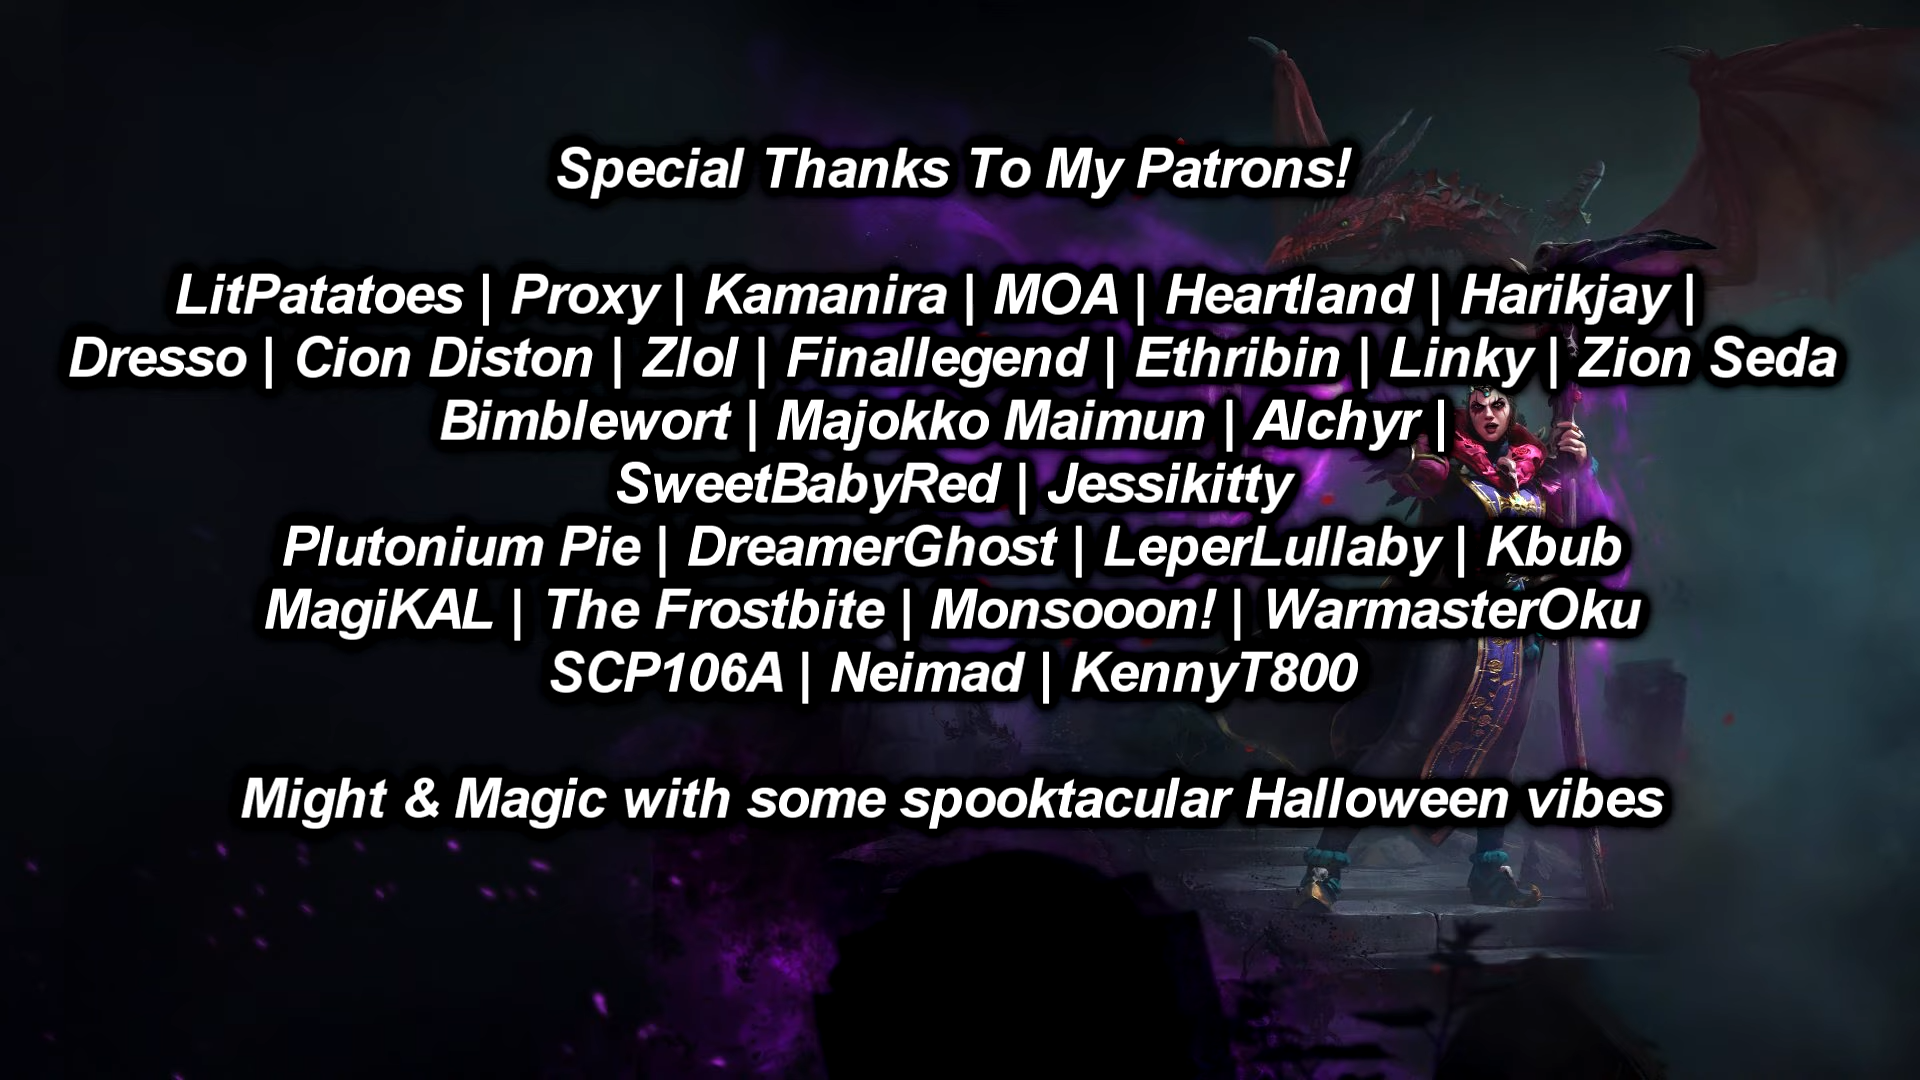 Special Thanks To My Patrons!
LitPatatoes | Proxy | Kamanira | MOA | Heartland | Harikjay |
Dresso | Cion Diston | Zlol | Finallegend | Ethribin | Linky | Zion Seda
Bimblewort | Majokko Maimun | Alchyr |
SweetBabyRed | Jessikitty
Plutonium Pie | DreamerGhost | LeperLullaby | Kbub
MagiKAL | The Frostbite | Monsooon! | WarmasterOku
SCP106A | Neimad | KennyT800
Might & Magic with some spooktacular Halloween vibes